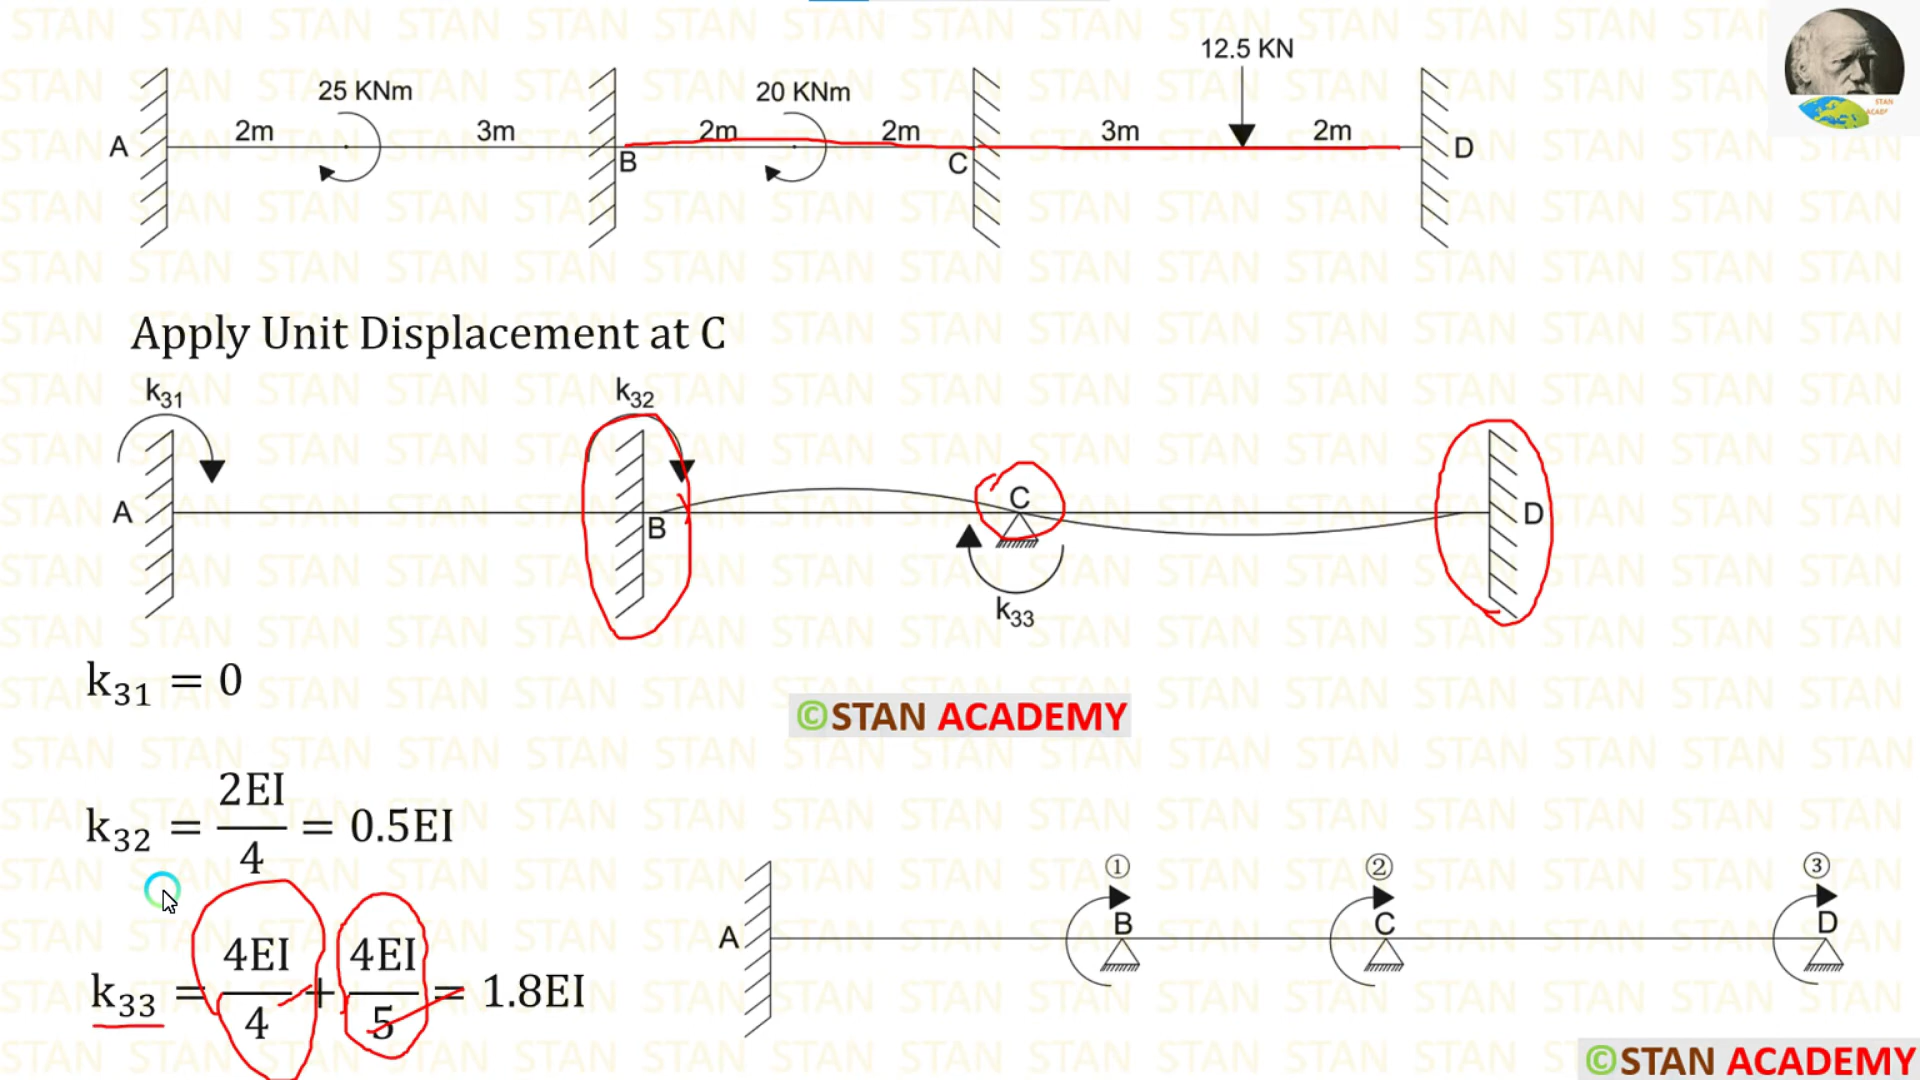 12.5 KN
25 KNm
20 KNm
A 2m 3m B 2m 2m C 3m 2m D
STAN ACADEMY
Apply Unit Displacement at C
k31 k32
A B C D
k33
k31 = 0
©STAN ACADEMY
k32 = 2EI/4 = 0.5EI
k33 = 4EI/4 + 4EI/5 = 1.8EI
① ② ③
A B C D
©STAN ACADEMY